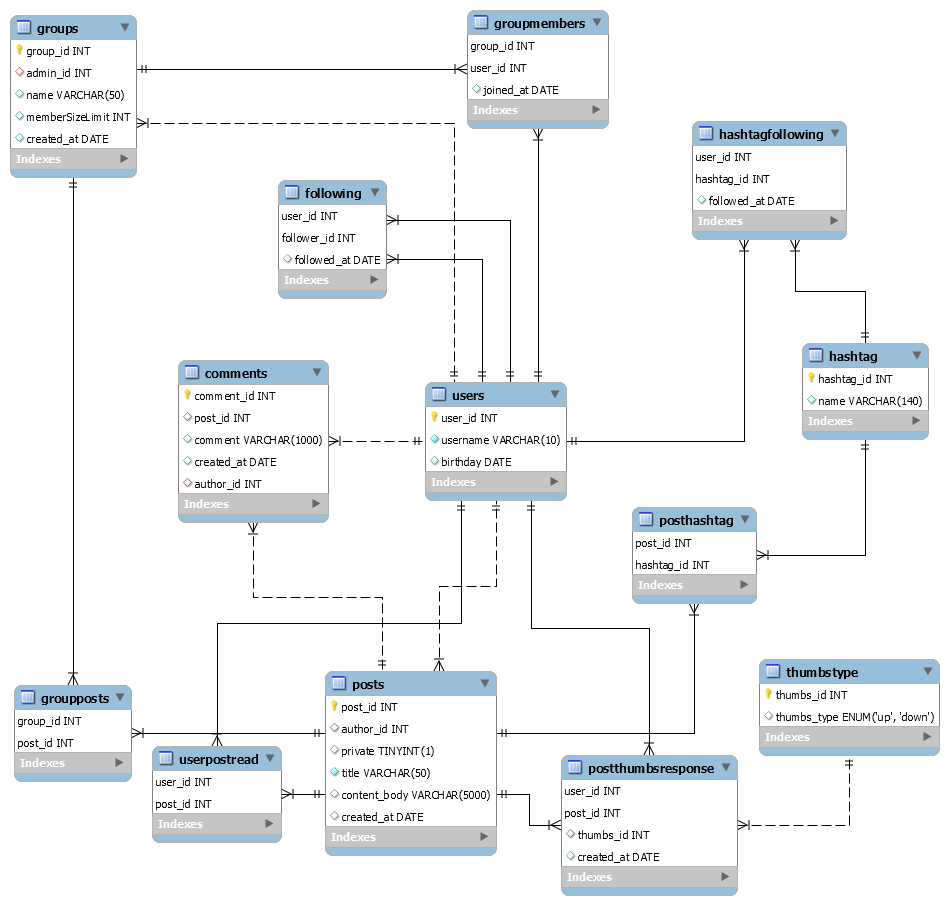 groups
group_id INT
admin_id INT
name VARCHAR(50)
memberSizeLimit INT
created_at DATE
Indexes
groupmembers
group_id INT
user_id INT
joined_at DATE
Indexes
hashtagfollowing
user_id INT
hashtag_id INT
followed_at DATE
Indexes
following
user_id INT
follower_id INT
followed_at DATE
Indexes
hashtag
hashtag_id INT
name VARCHAR(140)
Indexes
comments
comment_id INT
post_id INT
comment VARCHAR(1000)
created_at DATE
author_id INT
Indexes
users
user_id INT
username VARCHAR(10)
birthday DATE
Indexes
posthashtag
post_id INT
hashtag_id INT
Indexes
thumbstype
thumbs_id INT
thumbs_type ENUM('up', 'down')
Indexes
groupposts
group_id INT
post_id INT
Indexes
posts
post_id INT
author_id INT
private TINYINT(1)
title VARCHAR(50)
content_body VARCHAR(5000)
created_at DATE
Indexes
userpostread
user_id INT
post_id INT
Indexes
postthumbsresponse
user_id INT
post_id INT
thumbs_id INT
created_at DATE
Indexes